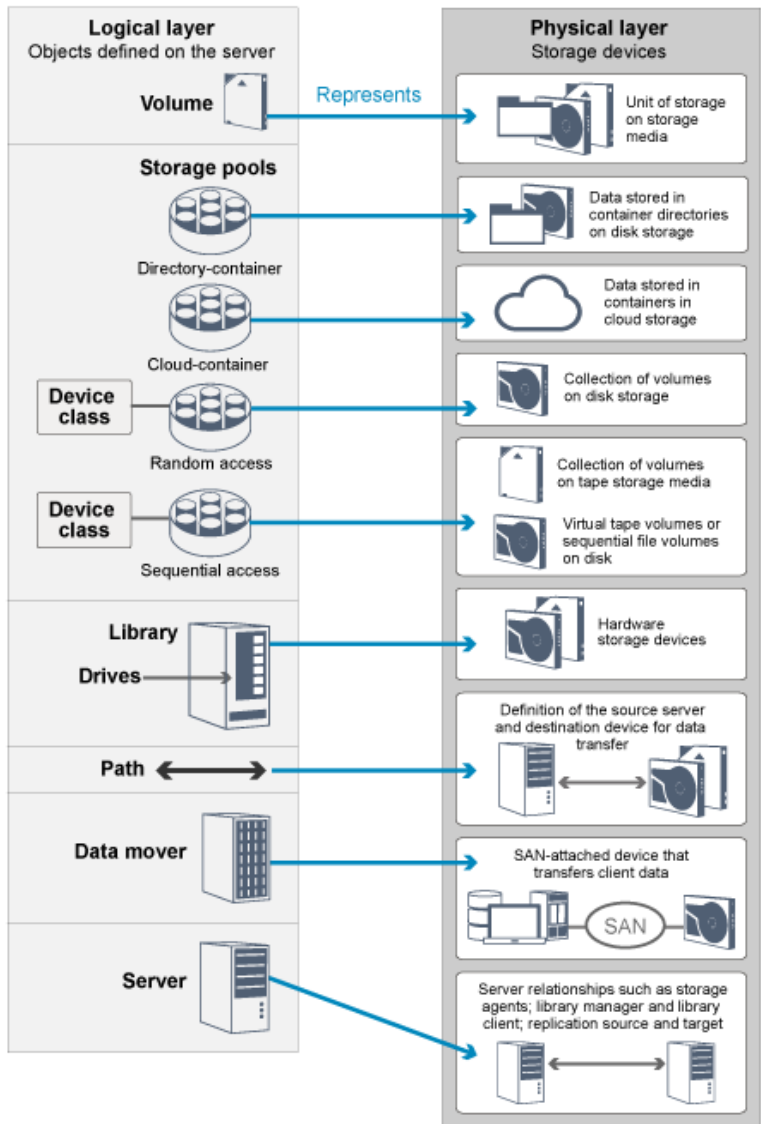 Logical layer
Objects defined on the server
Volume
Represents
Storage pools
Directory-container
Cloud-container
Device
class
Random access
Device
class
Sequential access
Library
Drives
Path
Data mover
Server
Physical layer
Storage devices
Unit of storage
on storage
media
Data stored in
container directories
on disk storage
Data stored in
containers in
cloud storage
Collection of volumes
on disk storage
Collection of volumes
on tape storage media
Virtual tape volumes or
sequential file volumes
on disk
Hardware
storage devices
Definition of the source server
and destination device for data
transfer
SAN-attached device that
transfers client data
SAN
Server relationships such as storage
agents; library manager and library
client; replication source and target